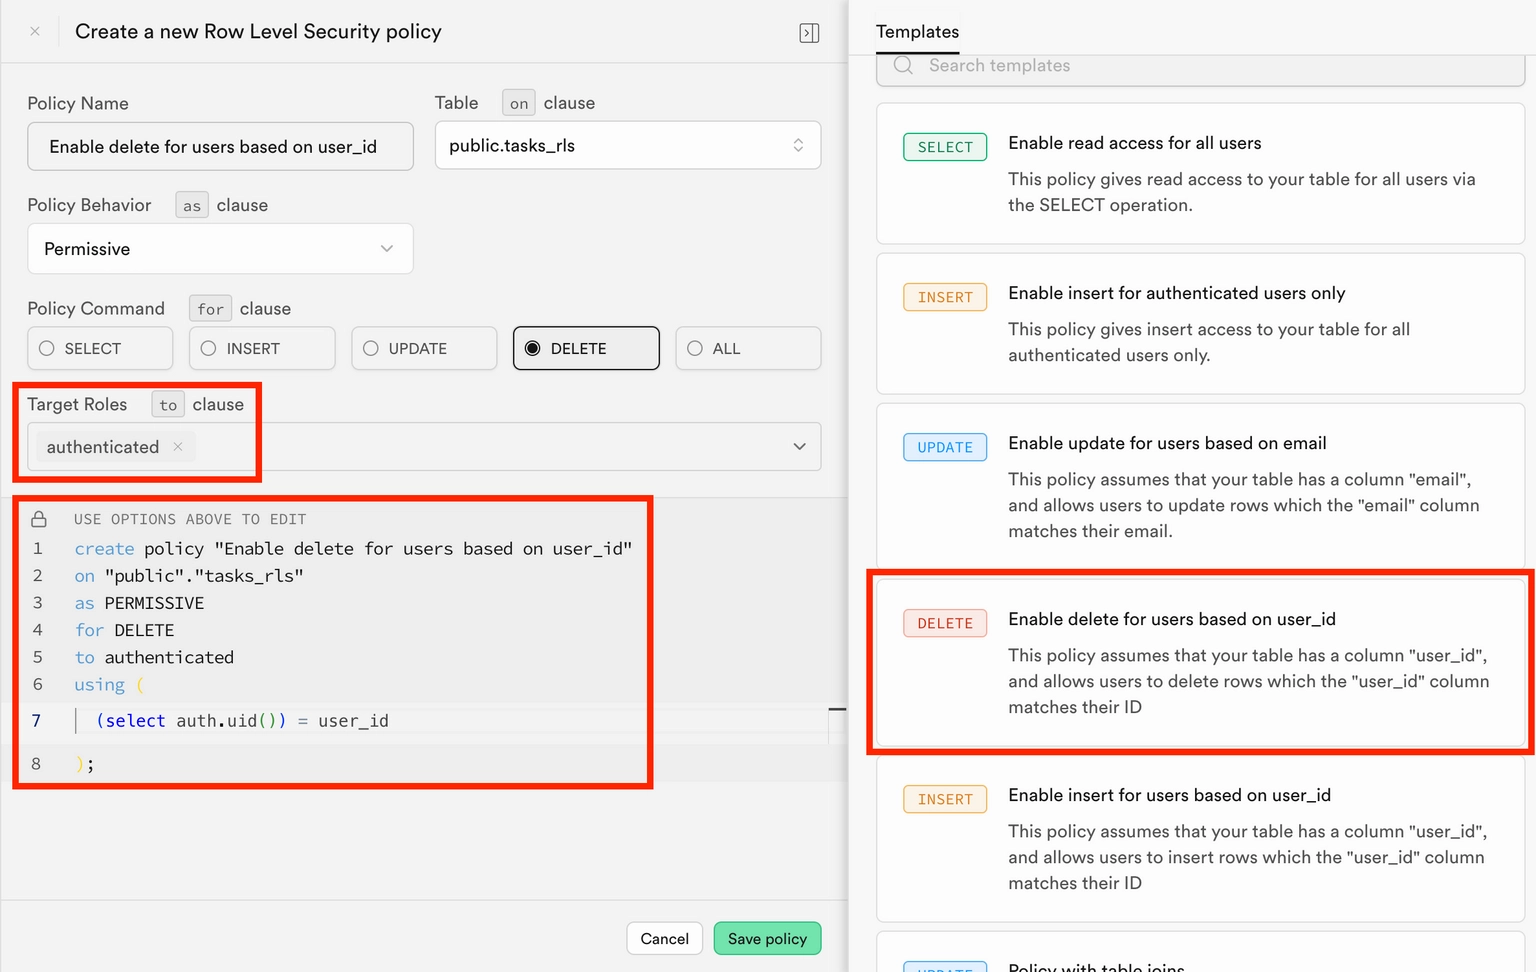 Create a new Row Level Security policy
Policy Name
Enable delete for users based on user_id
Table on clause
public.tasks_rls
Policy Behavior as clause
Permissive
Policy Command for clause
SELECT
INSERT
UPDATE
DELETE
ALL
Target Roles to clause
authenticated ×
USE OPTIONS ABOVE TO EDIT
1 create policy "Enable delete for users based on user_id"
2 on "public"."tasks_rls"
3 as PERMISSIVE
4 for DELETE
5 to authenticated
6 using (
7 (select auth.uid()) = user_id
8 );
Cancel
Save policy
Templates
Search templates
SELECT
Enable read access for all users
This policy gives read access to your table for all users via
the SELECT operation.
INSERT
Enable insert for authenticated users only
This policy gives insert access to your table for all
authenticated users only.
UPDATE
Enable update for users based on email
This policy assumes that your table has a column "email",
and allows users to update rows which the "email" column
matches their email.
DELETE
Enable delete for users based on user_id
This policy assumes that your table has a column "user_id",
and allows users to delete rows which the "user_id" column
matches their ID
INSERT
Enable insert for users based on user_id
This policy assumes that your table has a column "user_id",
and allows users to insert rows which the "user_id" column
matches their ID
UPDATE
Policy with table joins